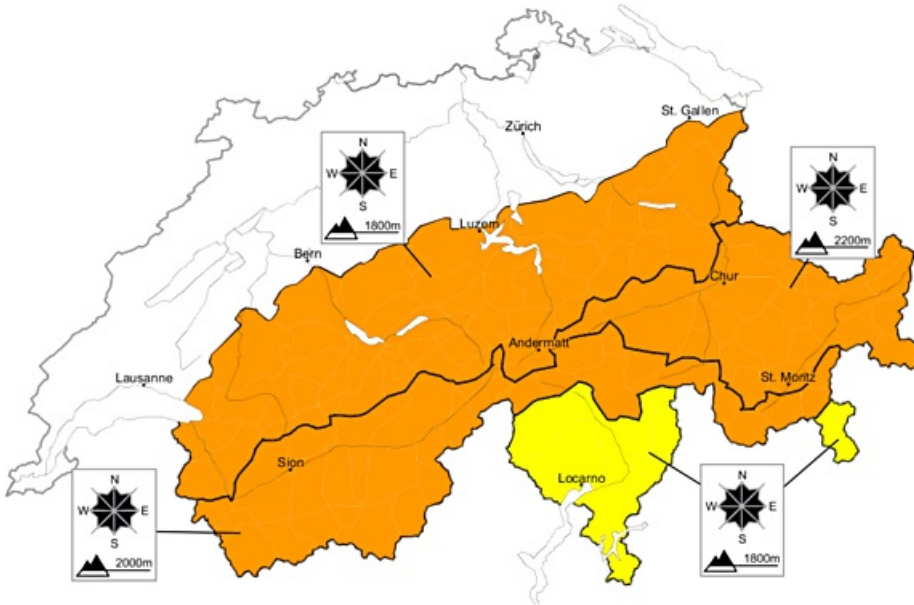 St. Gallen
Zürich
N
W E
S
1800m
N
W E
S
2200m
Luzern
Bern
Chur
Andermatt
Lausanne
St. Moritz
Sion
Locarno
N
W E
S
2000m
N
W E
S
1800m